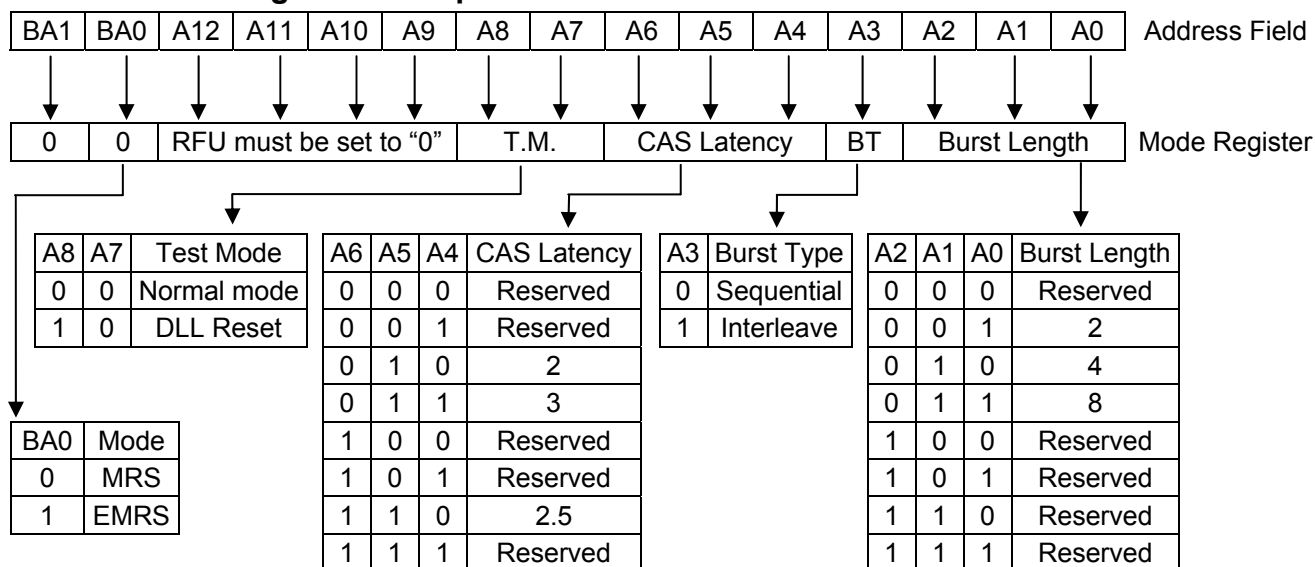 BA1 BA0 A12 A11 A10 A9 A8 A7 A6 A5 A4 A3 A2 A1 A0 Address Field
0 0 RFU must be set to “0” T.M. CAS Latency BT Burst Length Mode Register
A8 A7 Test Mode
0 0 Normal mode
1 0 DLL Reset
A6 A5 A4 CAS Latency
0 0 0 Reserved
0 0 1 Reserved
0 1 0 2
0 1 1 3
1 0 0 Reserved
1 0 1 Reserved
1 1 0 2.5
1 1 1 Reserved
A3 Burst Type
0 Sequential
1 Interleave
A2 A1 A0 Burst Length
0 0 0 Reserved
0 0 1 2
0 1 0 4
0 1 1 8
1 0 0 Reserved
1 0 1 Reserved
1 1 0 Reserved
1 1 1 Reserved
BA0 Mode
0 MRS
1 EMRS